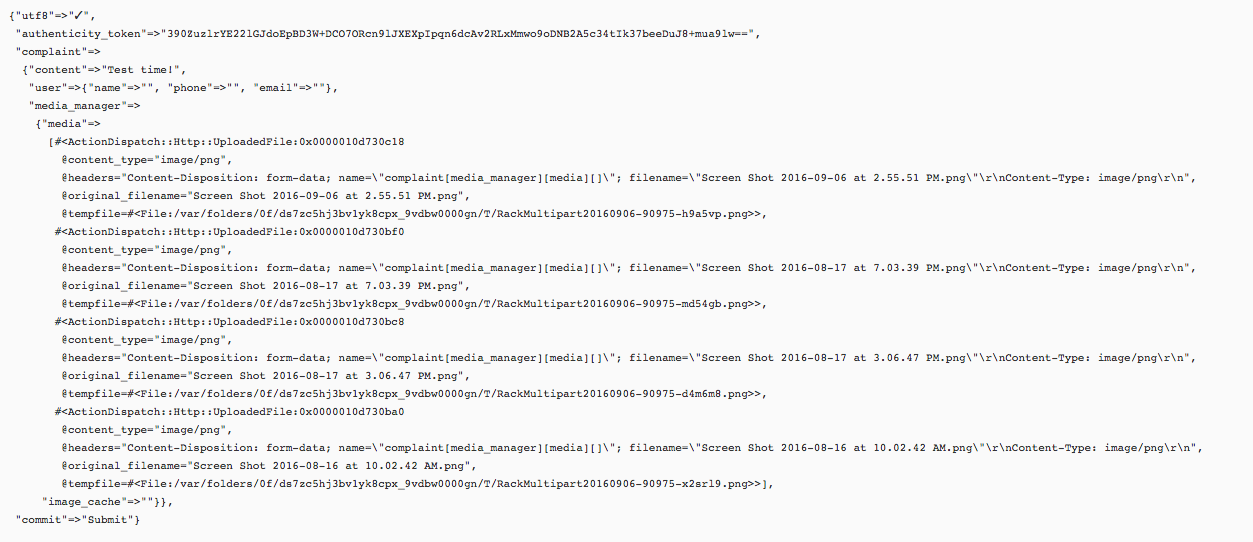 {"utf8"=>"✓",
"authenticity_token"=>"390ZuzlrYE22lGJdoEpBD3W+DCO7ORcn9lJXEXpIpqn6dcAv2RLxMmwo9oDNB2A5c34tIk37beeDuJ8+mua9lw==",
"complaint"=>
{"content"=>"Test time!",
"user"=>{"name"=>"", "phone"=>"", "email"=>""},
"media_manager"=>
{"media"=>
[#<ActionDispatch::Http::UploadedFile:0x0000010d730c18
@content_type="image/png",
@headers="Content-Disposition: form-data; name=\"complaint[media_manager][media][]\"; filename=\"Screen Shot 2016-09-06 at 2.55.51 PM.png\"\r\nContent-Type: image/png\r\n",
@original_filename="Screen Shot 2016-09-06 at 2.55.51 PM.png",
@tempfile=#<File:/var/folders/0f/ds7zc5hj3bv1yk8cpx_9vdbw0000gn/T/RackMultipart20160906-90975-h9a5vp.png>>,
#<ActionDispatch::Http::UploadedFile:0x0000010d730bf0
@content_type="image/png",
@headers="Content-Disposition: form-data; name=\"complaint[media_manager][media][]\"; filename=\"Screen Shot 2016-08-17 at 7.03.39 PM.png\"\r\nContent-Type: image/png\r\n",
@original_filename="Screen Shot 2016-08-17 at 7.03.39 PM.png",
@tempfile=#<File:/var/folders/0f/ds7zc5hj3bv1yk8cpx_9vdbw0000gn/T/RackMultipart20160906-90975-md54gb.png>>,
#<ActionDispatch::Http::UploadedFile:0x0000010d730bc8
@content_type="image/png",
@headers="Content-Disposition: form-data; name=\"complaint[media_manager][media][]\"; filename=\"Screen Shot 2016-08-17 at 3.06.47 PM.png\"\r\nContent-Type: image/png\r\n",
@original_filename="Screen Shot 2016-08-17 at 3.06.47 PM.png",
@tempfile=#<File:/var/folders/0f/ds7zc5hj3bv1yk8cpx_9vdbw0000gn/T/RackMultipart20160906-90975-d4m6m8.png>>,
#<ActionDispatch::Http::UploadedFile:0x0000010d730ba0
@content_type="image/png",
@headers="Content-Disposition: form-data; name=\"complaint[media_manager][media][]\"; filename=\"Screen Shot 2016-08-16 at 10.02.42 AM.png\"\r\nContent-Type: image/png\r\n",
@original_filename="Screen Shot 2016-08-16 at 10.02.42 AM.png",
@tempfile=#<File:/var/folders/0f/ds7zc5hj3bv1yk8cpx_9vdbw0000gn/T/RackMultipart20160906-90975-x2srl9.png>>],
"image_cache"=>""}},
"commit"=>"Submit"}